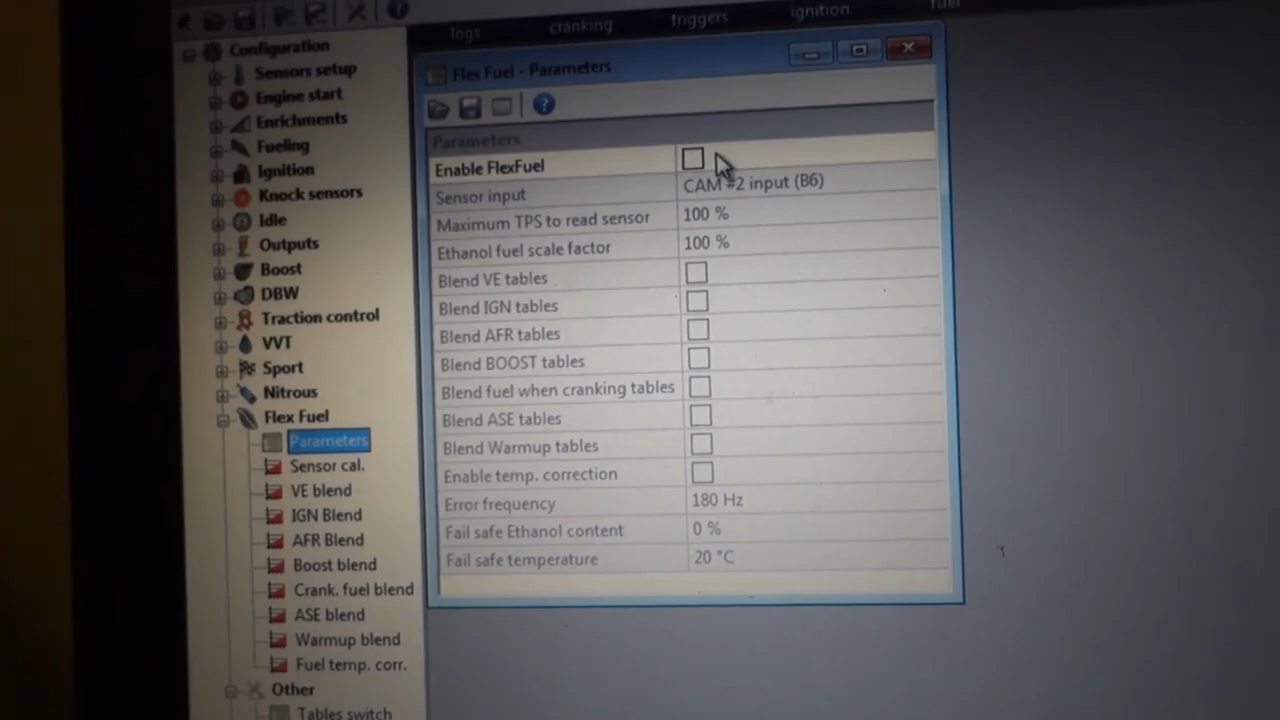 logs cranking triggers ignition fuel
Configuration
Sensors setup
Engine start
Enrichments
Fueling
Ignition
Knock sensors
Idle
Outputs
Boost
DBW
Traction control
VVT
Sport
Nitrous
Flex Fuel
Parameters
Sensor cal.
VE blend
IGN Blend
AFR Blend
Boost blend
Crank. fuel blend
ASE blend
Warmup blend
Fuel temp. corr.
Other
Tables switch
Flex Fuel - Parameters
Parameters
Enable FlexFuel
Sensor input CAM #2 input (B6)
Maximum TPS to read sensor 100 %
Ethanol fuel scale factor 100 %
Blend VE tables
Blend IGN tables
Blend AFR tables
Blend BOOST tables
Blend fuel when cranking tables
Blend ASE tables
Blend Warmup tables
Enable temp. correction
Error frequency 180 Hz
Fail safe Ethanol content 0 %
Fail safe temperature 20 °C